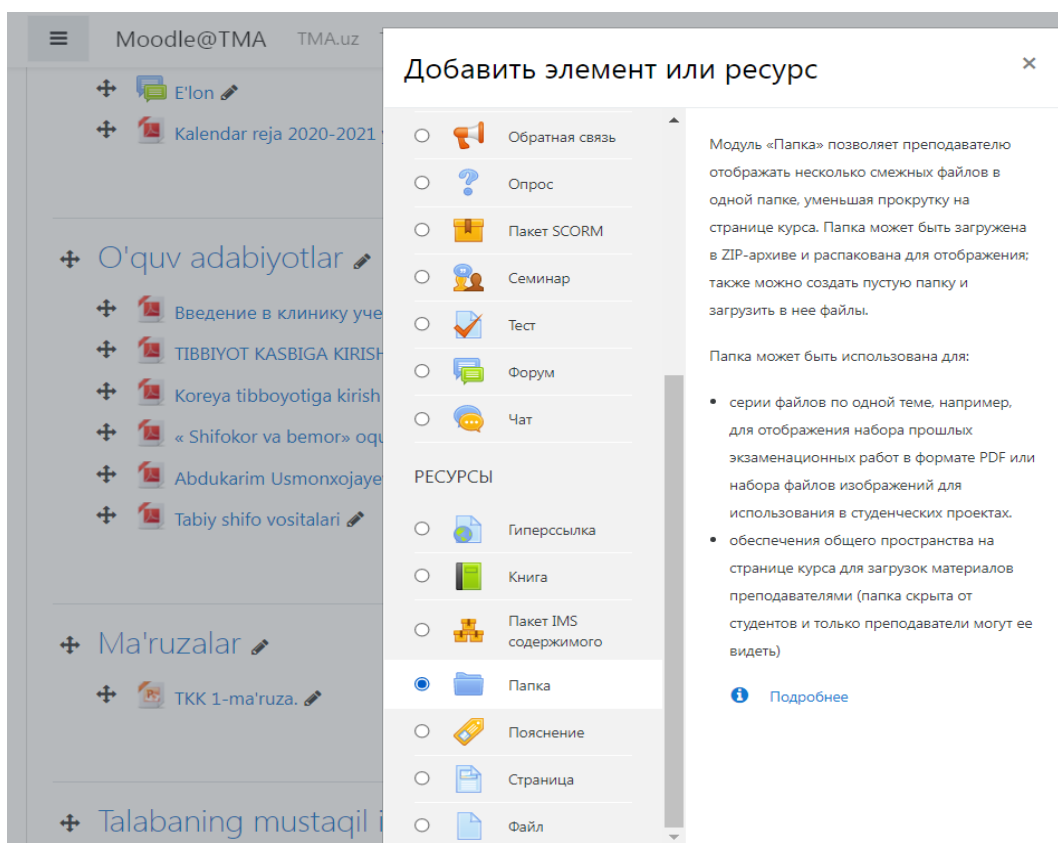 Moodle@TMA TMA.uz
E'lon
Kalendar reja 2020-2021
O'quv adabiyotlar
Введение в клинику уче
TIBBIYOT KASBIGA KIRISH
Koreya tibboyotiga kirish
« Shifokor va bemor» oqu
Abdukarim Usmonxojaye
Tabiy shifo vositalari
Ma'ruzalar
TKK 1-ma'ruza.
Talabaning mustaqil i
Добавить элемент или ресурс
×
Обратная связь
Опрос
Пакет SCORM
Семинар
Тест
Форум
Чат
РЕСУРСЫ
Гиперссылка
Книга
Пакет IMS
содержимого
Папка
Пояснение
Страница
Файл
Модуль «Папка» позволяет преподавателю
отображать несколько смежных файлов в
одной папке, уменьшая прокрутку на
странице курса. Папка может быть загружена
в ZIP-архиве и распакована для отображения;
также можно создать пустую папку и
загрузить в нее файлы.
Папка может быть использована для:
• серии файлов по одной теме, например,
для отображения набора прошлых
экзаменационных работ в формате PDF или
набора файлов изображений для
использования в студенческих проектах.
• обеспечения общего пространства на
странице курса для загрузок материалов
преподавателями (папка скрыта от
студентов и только преподаватели могут ее
видеть)
Подробнее